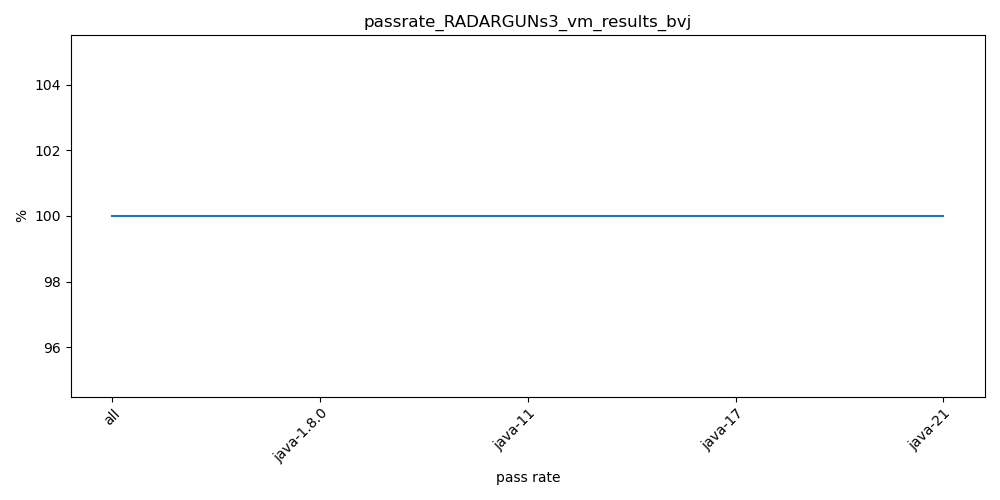 passrate_RADARGUNs3_vm_results_bvj
%
104
102
100
98
96
all
java-1.8.0
java-11
java-17
java-21
pass rate